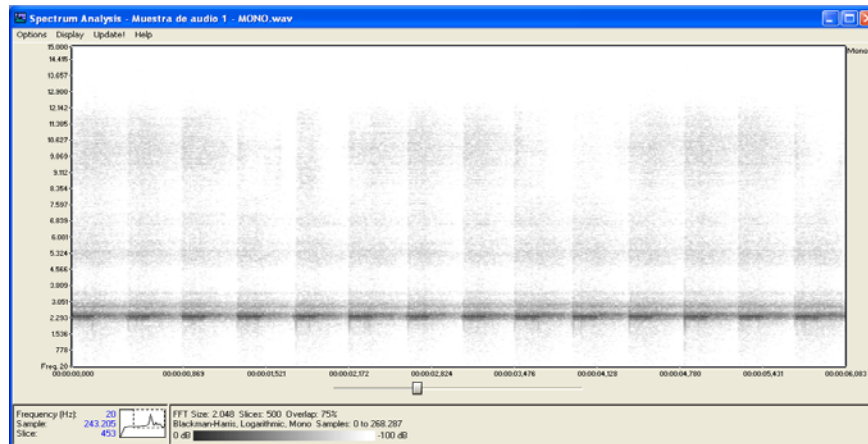 Spectrum Analysis - Muestra de audio 1 - MONO.wav
Options Display Update! Help
15.000
14.415
13.657
12.900
12.142
11.385
10.627
9.869
9.112
8.354
7.597
6.839
6.081
5.324
4.566
3.809
3.051
2.293
1.536
778
Freq. 20
Mono
00:00:00,000 00:00:00,869 00:00:01,521 00:00:02,172 00:00:02,824 00:00:03,476 00:00:04,128 00:00:04,780 00:00:05,431 00:00:06,083
Frequency (Hz): 20
Sample: 243.205
Slice: 453
FFT Size: 2.048 Slices: 500 Overlap: 75%
Blackman-Harris, Logarithmic, Mono Samples: 0 to 268.287
0 dB -100 dB